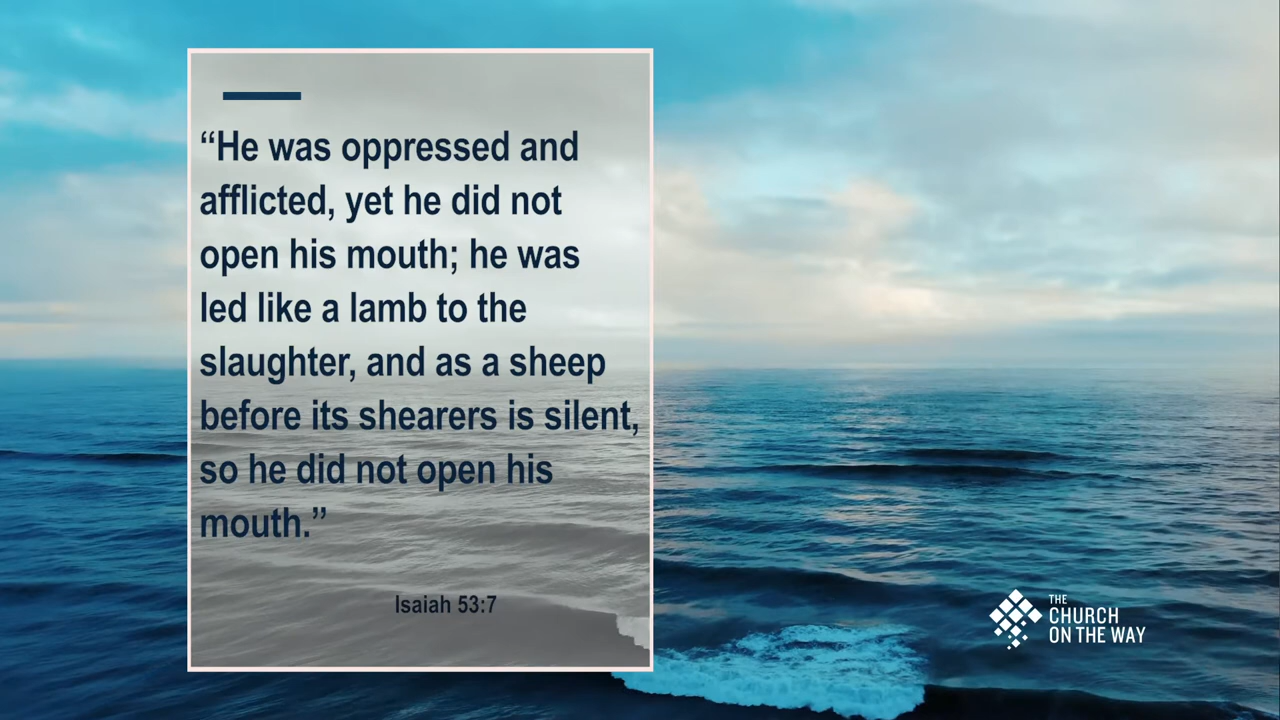 “He was oppressed and
afflicted, yet he did not
open his mouth; he was
led like a lamb to the
slaughter, and as a sheep
before its shearers is silent,
so he did not open his
mouth.”
Isaiah 53:7
THE
CHURCH
ON THE WAY